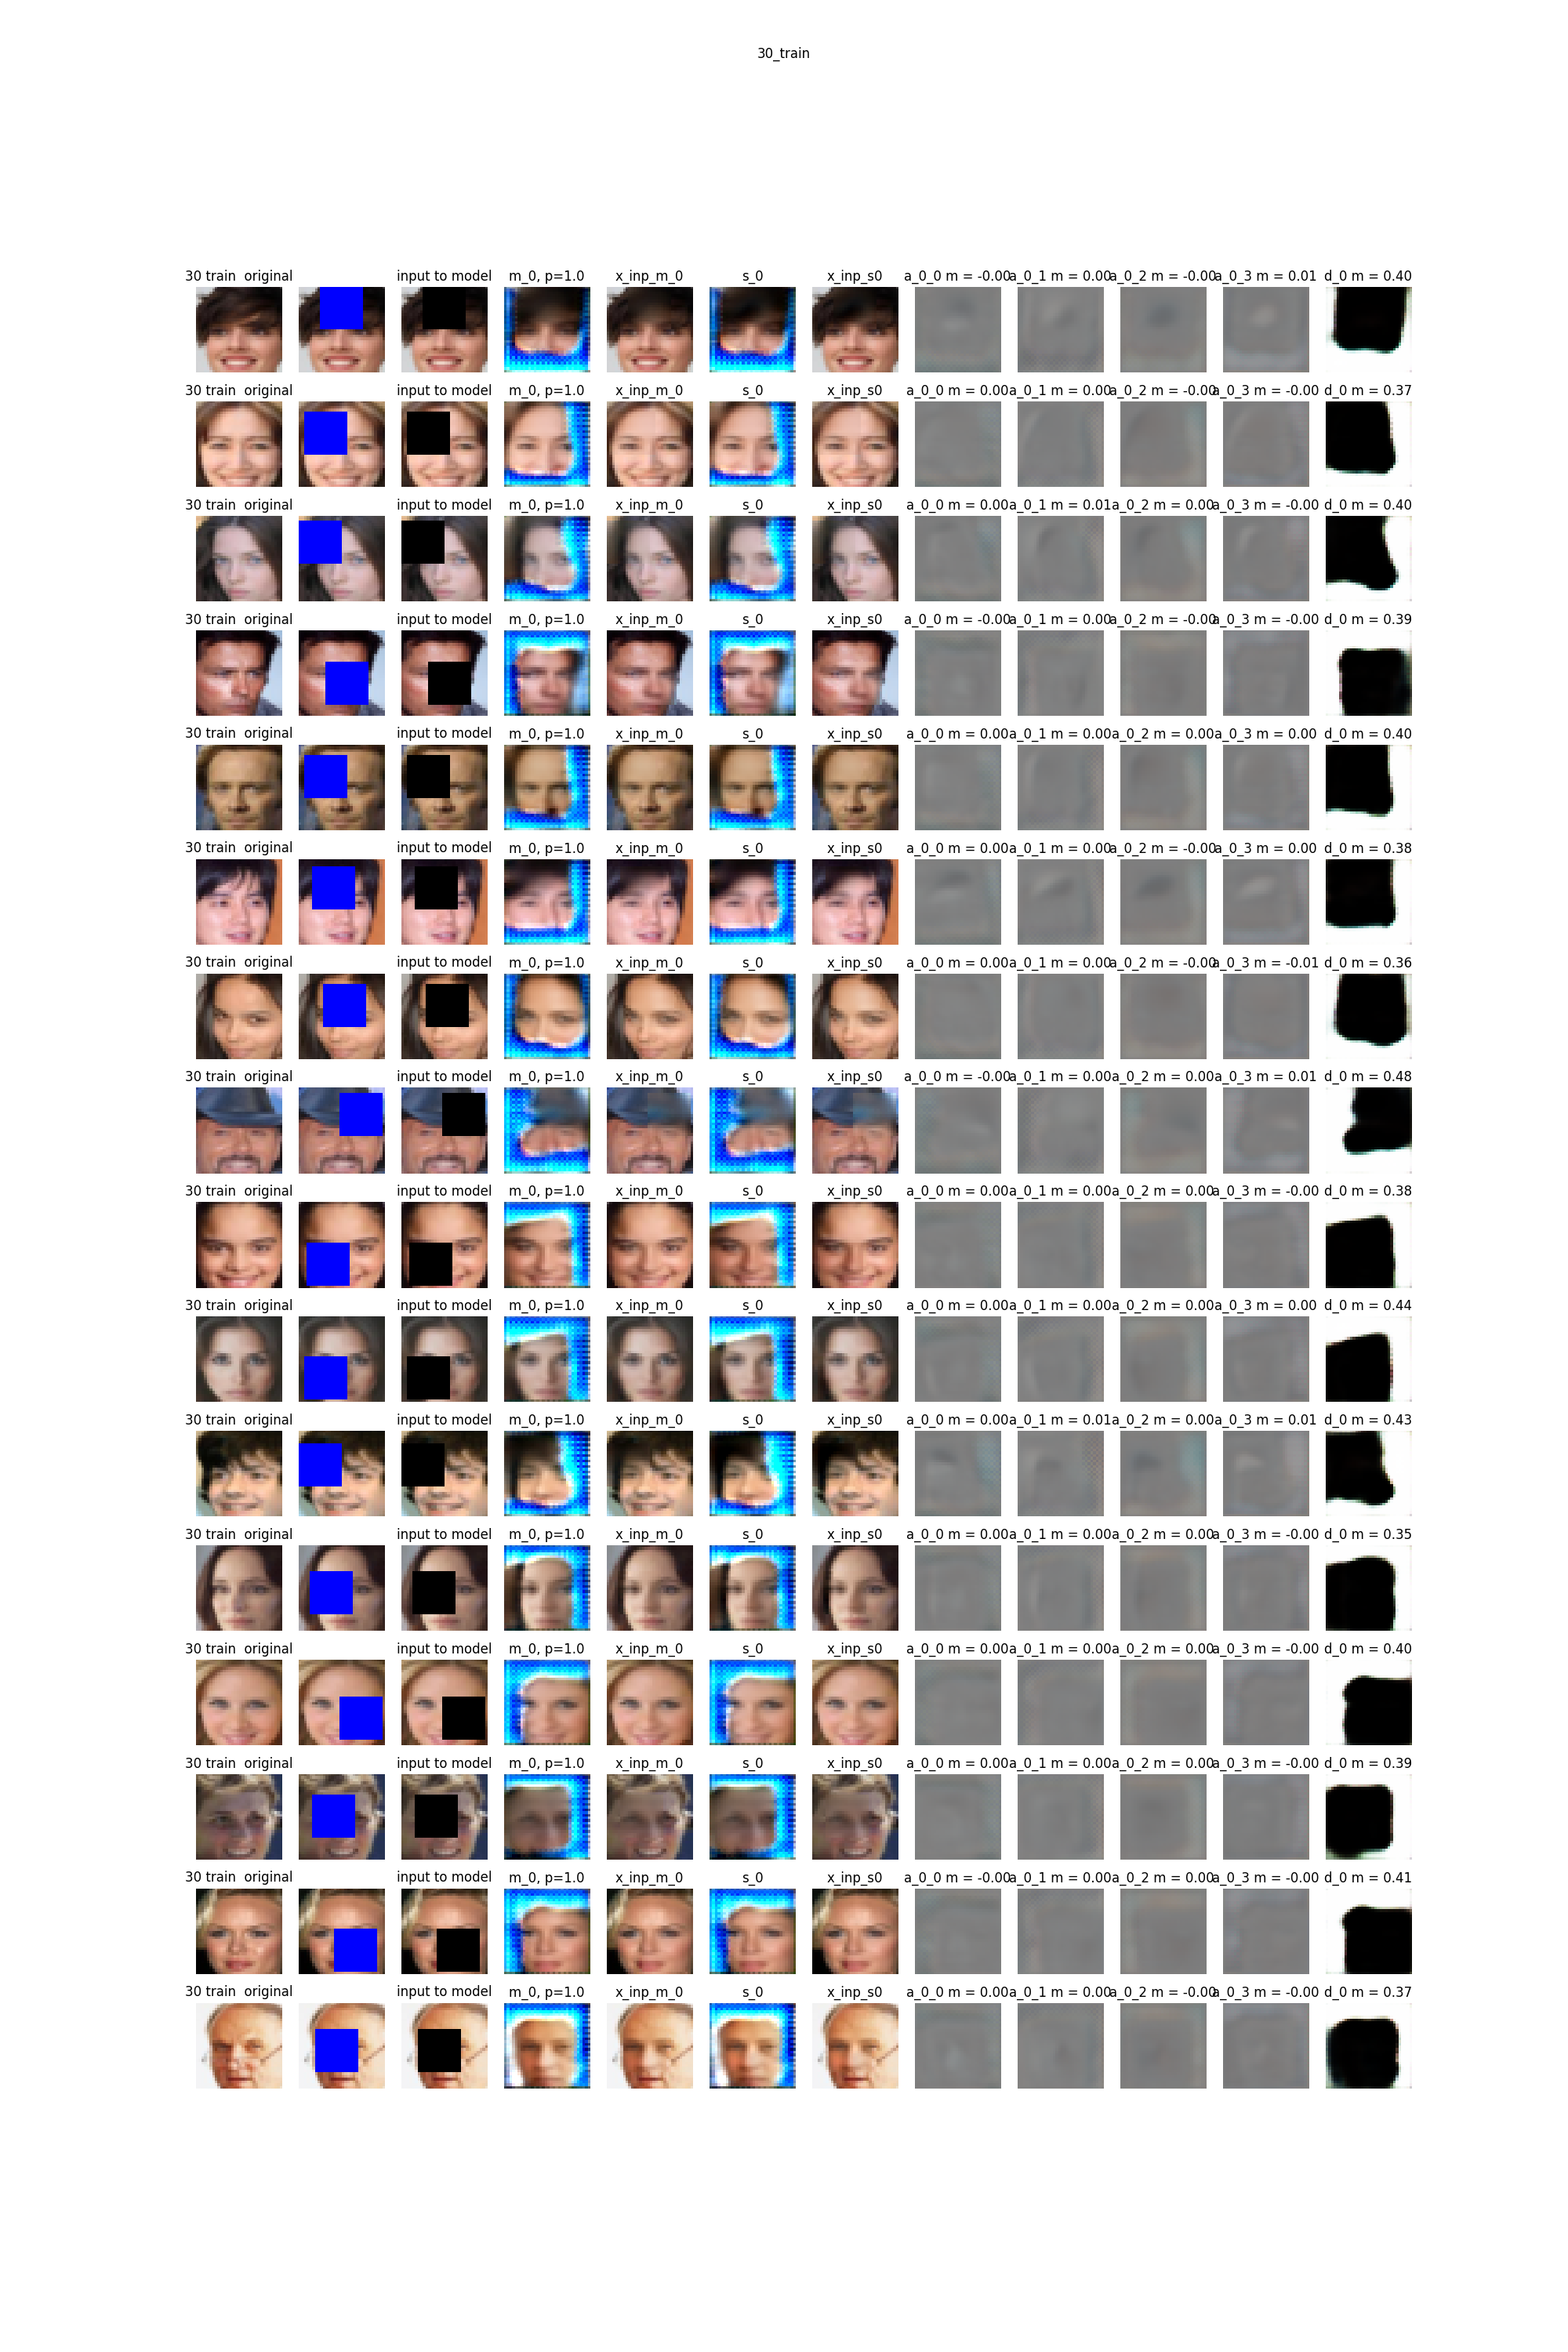 30_train
30 train  original input to model m_0, p=1.0 x_inp_m_0 s_0 x_inp_s0 a_0_0 m = -0.00 a_0_1 m = 0.00 a_0_2 m = -0.00 a_0_3 m = 0.01 d_0 m = 0.40
30 train  original input to model m_0, p=1.0 x_inp_m_0 s_0 x_inp_s0 a_0_0 m = 0.00 a_0_1 m = 0.00 a_0_2 m = -0.00 a_0_3 m = -0.00 d_0 m = 0.37
30 train  original input to model m_0, p=1.0 x_inp_m_0 s_0 x_inp_s0 a_0_0 m = 0.00 a_0_1 m = 0.01 a_0_2 m = 0.00 a_0_3 m = -0.00 d_0 m = 0.40
30 train  original input to model m_0, p=1.0 x_inp_m_0 s_0 x_inp_s0 a_0_0 m = -0.00 a_0_1 m = 0.00 a_0_2 m = -0.00 a_0_3 m = -0.00 d_0 m = 0.39
30 train  original input to model m_0, p=1.0 x_inp_m_0 s_0 x_inp_s0 a_0_0 m = 0.00 a_0_1 m = 0.00 a_0_2 m = 0.00 a_0_3 m = 0.00 d_0 m = 0.40
30 train  original input to model m_0, p=1.0 x_inp_m_0 s_0 x_inp_s0 a_0_0 m = 0.00 a_0_1 m = 0.00 a_0_2 m = -0.00 a_0_3 m = 0.00 d_0 m = 0.38
30 train  original input to model m_0, p=1.0 x_inp_m_0 s_0 x_inp_s0 a_0_0 m = 0.00 a_0_1 m = 0.00 a_0_2 m = -0.00 a_0_3 m = -0.01 d_0 m = 0.36
30 train  original input to model m_0, p=1.0 x_inp_m_0 s_0 x_inp_s0 a_0_0 m = -0.00 a_0_1 m = 0.00 a_0_2 m = 0.00 a_0_3 m = 0.01 d_0 m = 0.48
30 train  original input to model m_0, p=1.0 x_inp_m_0 s_0 x_inp_s0 a_0_0 m = 0.00 a_0_1 m = 0.00 a_0_2 m = 0.00 a_0_3 m = -0.00 d_0 m = 0.38
30 train  original input to model m_0, p=1.0 x_inp_m_0 s_0 x_inp_s0 a_0_0 m = 0.00 a_0_1 m = 0.00 a_0_2 m = 0.00 a_0_3 m = 0.00 d_0 m = 0.44
30 train  original input to model m_0, p=1.0 x_inp_m_0 s_0 x_inp_s0 a_0_0 m = 0.00 a_0_1 m = 0.01 a_0_2 m = 0.00 a_0_3 m = 0.01 d_0 m = 0.43
30 train  original input to model m_0, p=1.0 x_inp_m_0 s_0 x_inp_s0 a_0_0 m = 0.00 a_0_1 m = 0.00 a_0_2 m = 0.00 a_0_3 m = -0.00 d_0 m = 0.35
30 train  original input to model m_0, p=1.0 x_inp_m_0 s_0 x_inp_s0 a_0_0 m = 0.00 a_0_1 m = 0.00 a_0_2 m = 0.00 a_0_3 m = -0.00 d_0 m = 0.40
30 train  original input to model m_0, p=1.0 x_inp_m_0 s_0 x_inp_s0 a_0_0 m = 0.00 a_0_1 m = 0.00 a_0_2 m = 0.00 a_0_3 m = -0.00 d_0 m = 0.39
30 train  original input to model m_0, p=1.0 x_inp_m_0 s_0 x_inp_s0 a_0_0 m = -0.00 a_0_1 m = 0.00 a_0_2 m = 0.00 a_0_3 m = -0.00 d_0 m = 0.41
30 train  original input to model m_0, p=1.0 x_inp_m_0 s_0 x_inp_s0 a_0_0 m = 0.00 a_0_1 m = 0.00 a_0_2 m = -0.00 a_0_3 m = -0.00 d_0 m = 0.37